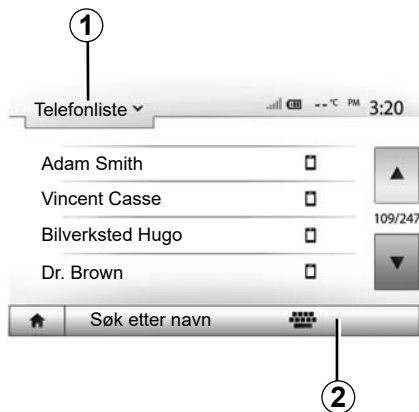 1
Telefonliste
--°C PM 3:20
Adam Smith
Vincent Casse
Bilverksted Hugo
109/247
Dr. Brown
Søk etter navn
2